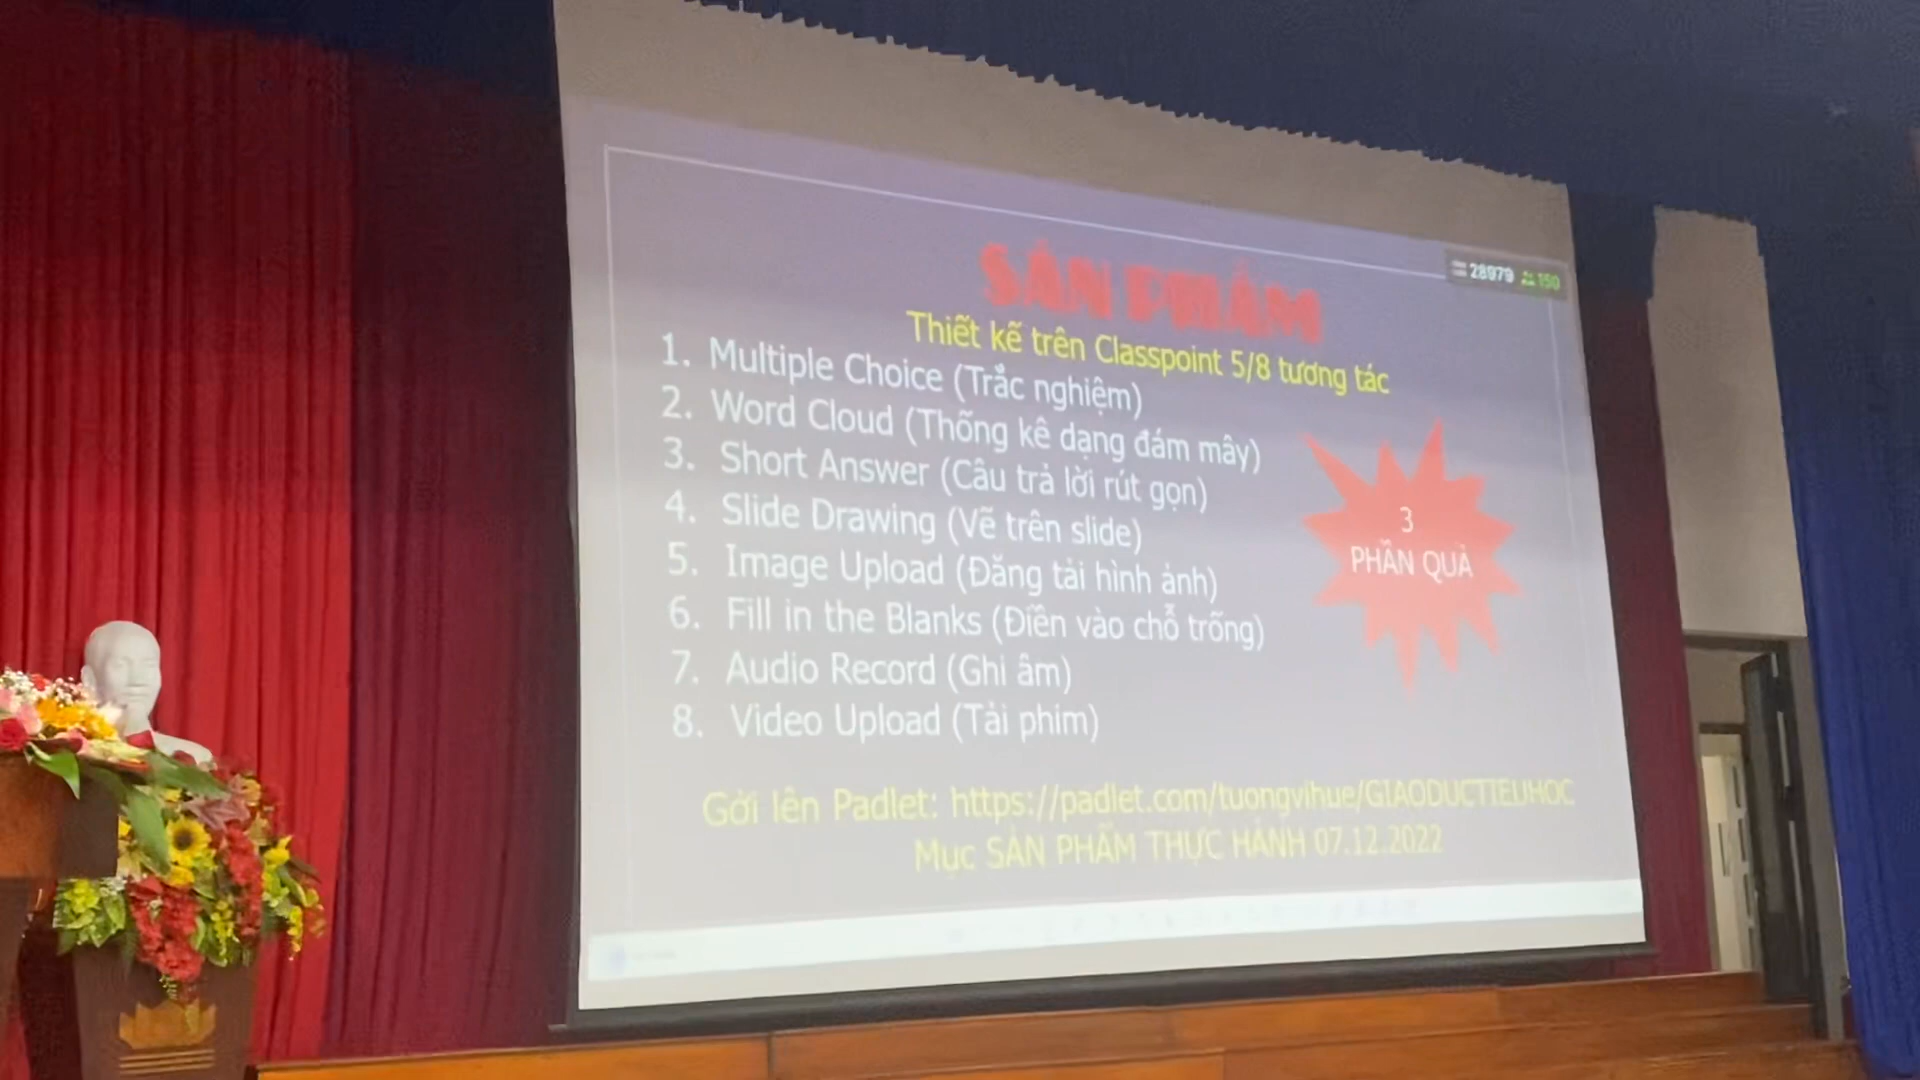 28979 150
SẢN PHẨM
Thiết kế trên Classpoint 5/8 tương tác
1. Multiple Choice (Trắc nghiệm)
2. Word Cloud (Thống kê dạng đám mây)
3. Short Answer (Câu trả lời rút gọn)
4. Slide Drawing (Vẽ trên slide)
5. Image Upload (Đăng tải hình ảnh)
6. Fill in the Blanks (Điền vào chỗ trống)
7. Audio Record (Ghi âm)
8. Video Upload (Tải phim)
3
PHẦN QUÀ
Gởi lên Padlet: https://padlet.com/tuongvihue/GIAODUCTIEUHOC
Mục SẢN PHẨM THỰC HÀNH 07.12.2022